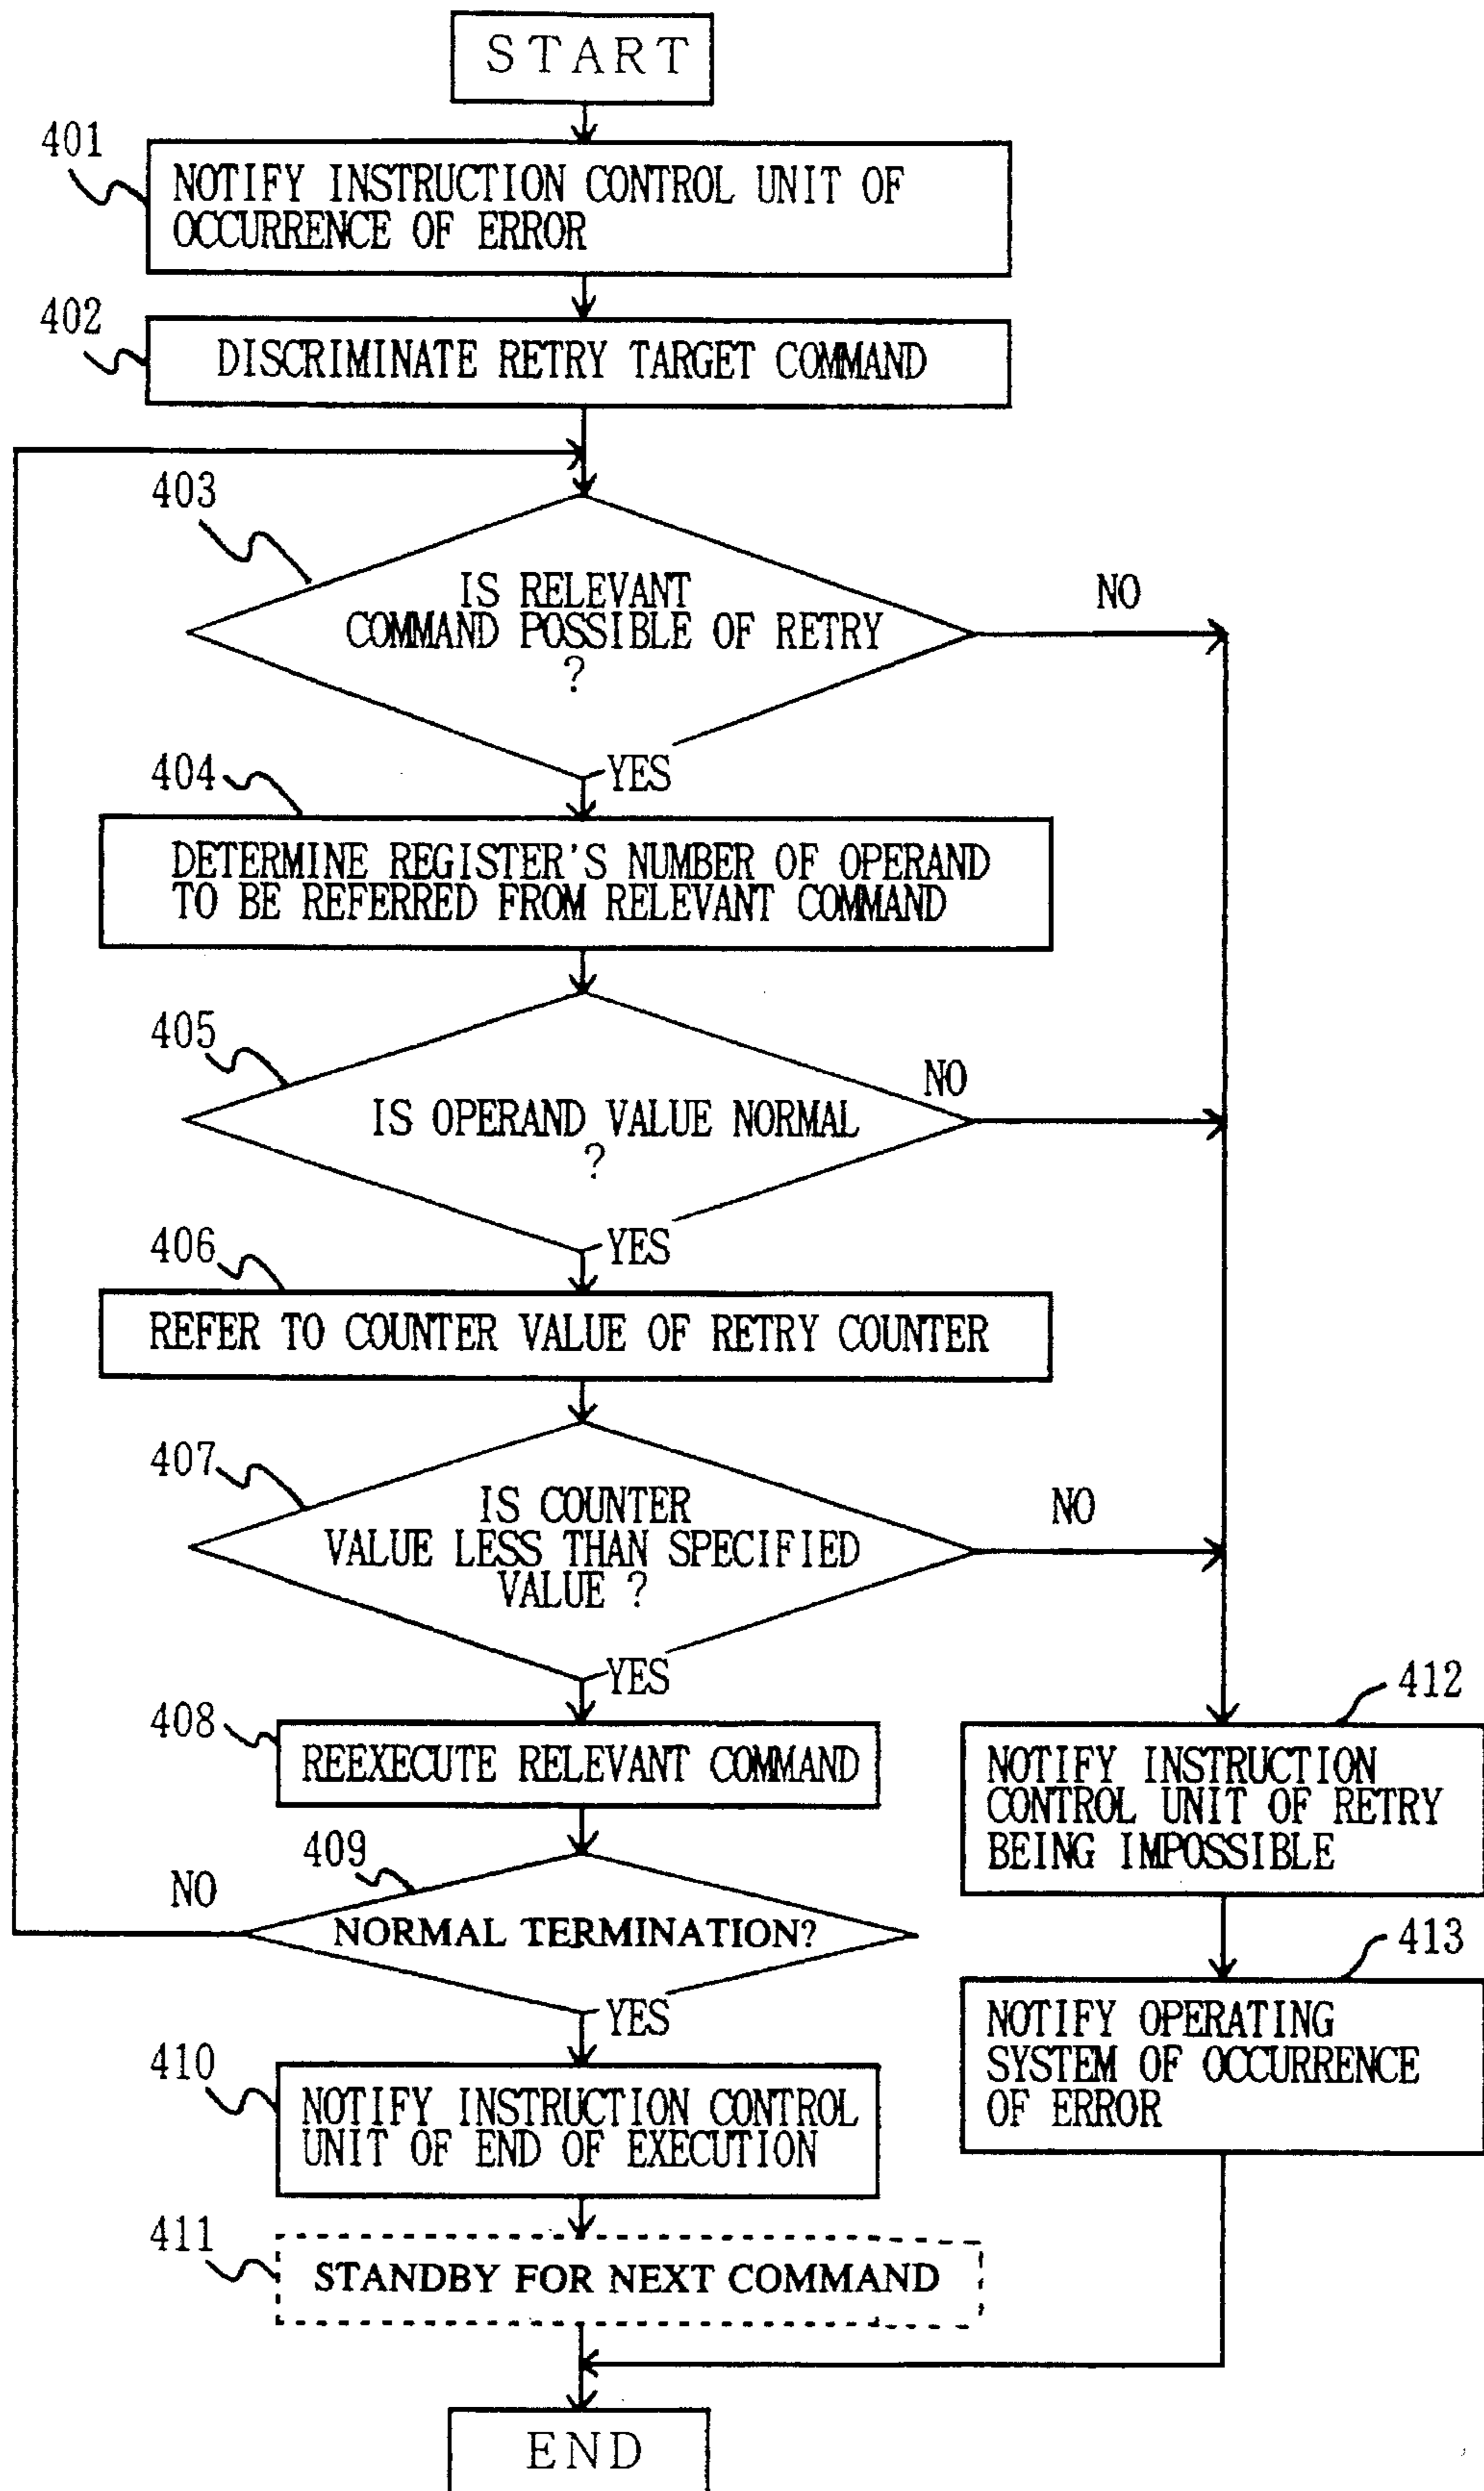 START
401
NOTIFY INSTRUCTION CONTROL UNIT OF
OCCURRENCE OF ERROR
402
DISCRIMINATE RETRY TARGET COMMAND
403
IS RELEVANT
COMMAND POSSIBLE OF RETRY
?
NO
YES
404
DETERMINE REGISTER'S NUMBER OF OPERAND
TO BE REFERRED FROM RELEVANT COMMAND
405
IS OPERAND VALUE NORMAL
?
NO
YES
406
REFER TO COUNTER VALUE OF RETRY COUNTER
407
IS COUNTER
VALUE LESS THAN SPECIFIED
VALUE ?
NO
YES
408
REEXECUTE RELEVANT COMMAND
409
NORMAL TERMINATION?
NO
YES
410
NOTIFY INSTRUCTION CONTROL
UNIT OF END OF EXECUTION
411
STANDBY FOR NEXT COMMAND
412
NOTIFY INSTRUCTION
CONTROL UNIT OF RETRY
BEING IMPOSSIBLE
413
NOTIFY OPERATING
SYSTEM OF OCCURRENCE
OF ERROR
END